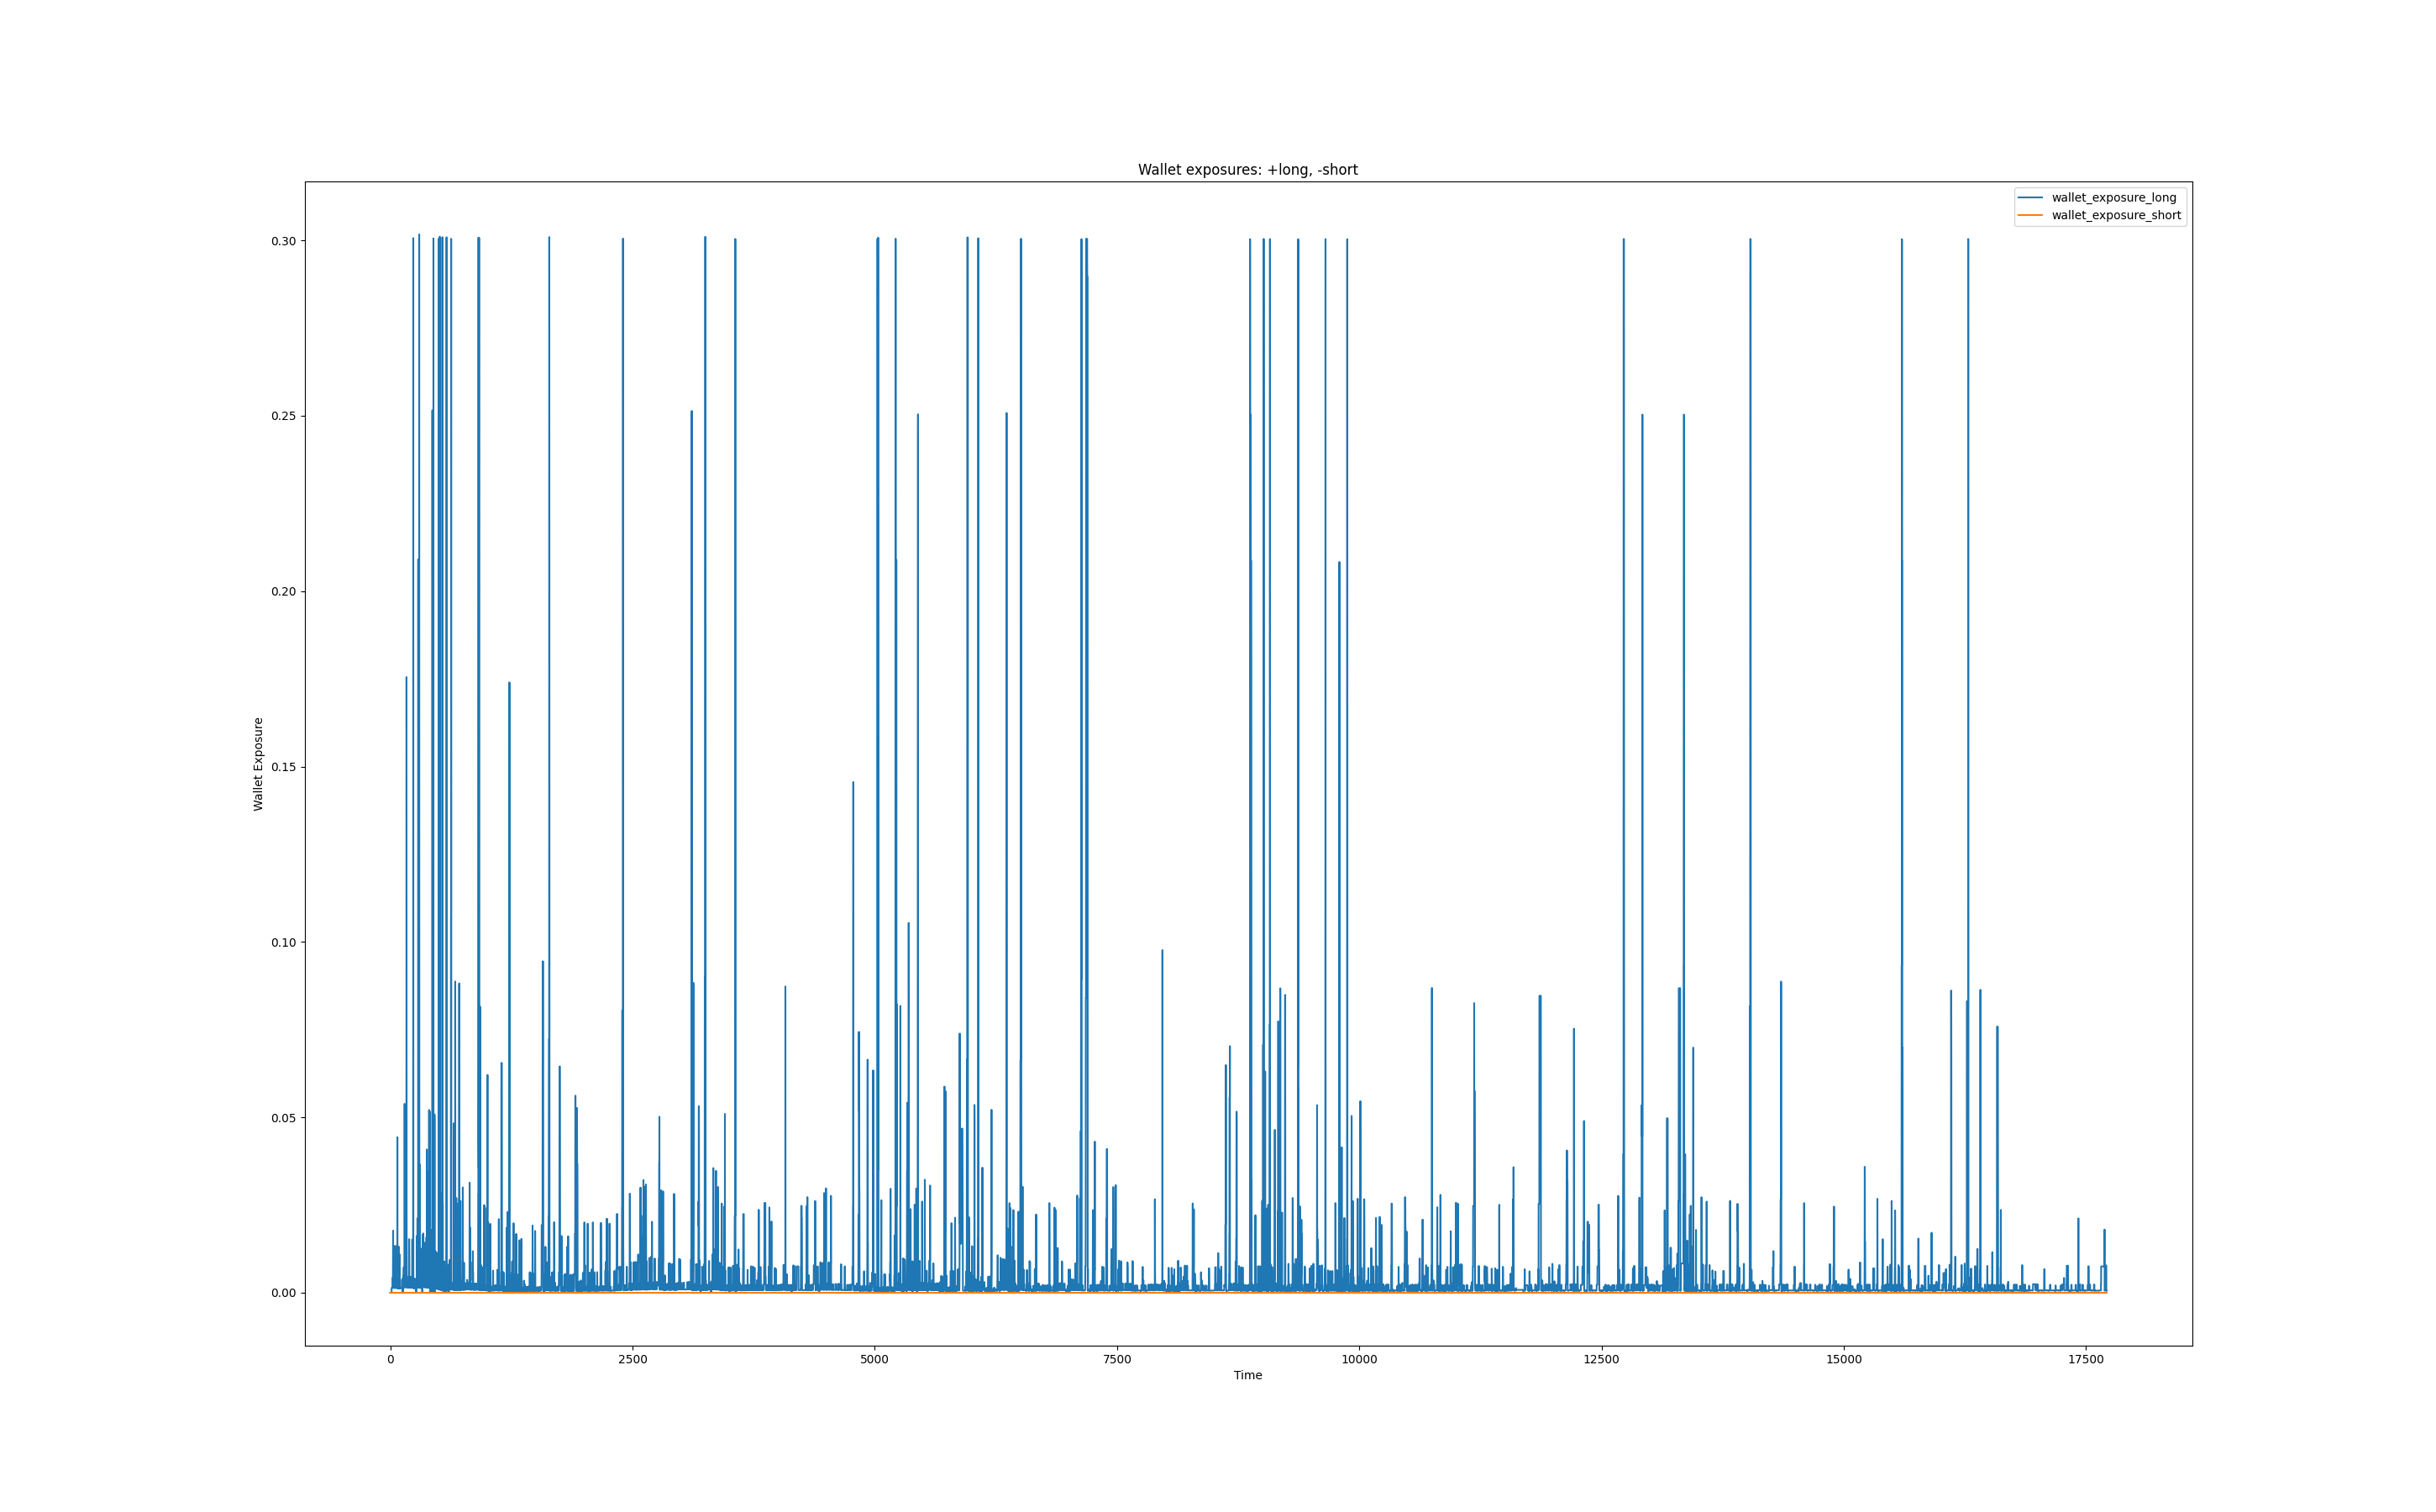 Wallet exposures: +long, -short
wallet_exposure_long
wallet_exposure_short
0.30
0.25
0.20
0.15
0.10
0.05
0.00
Wallet Exposure
0 2500 5000 7500 10000 12500 15000 17500
Time